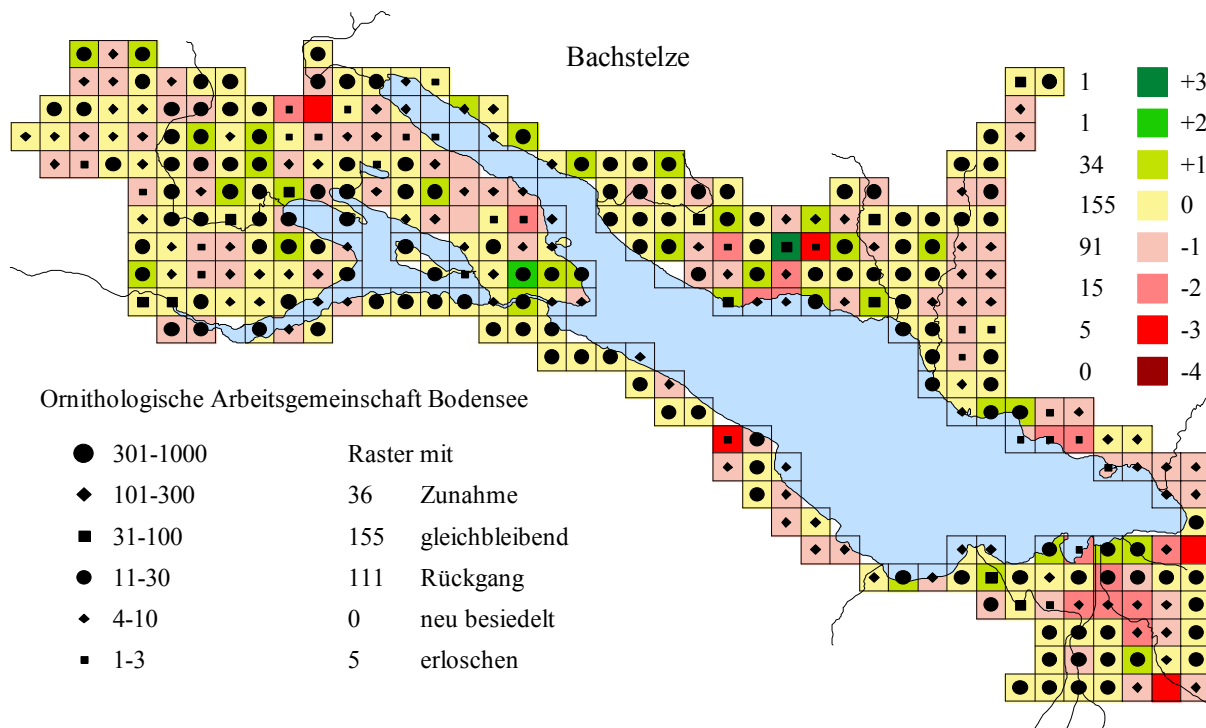 Bachstelze
1 +3
1 +2
34 +1
155 0
91 -1
15 -2
5 -3
0 -4
Ornithologische Arbeitsgemeinschaft Bodensee
301-1000 Raster mit
101-300 36 Zunahme
31-100 155 gleichbleibend
11-30 111 Rückgang
4-10 0 neu besiedelt
1-3 5 erloschen